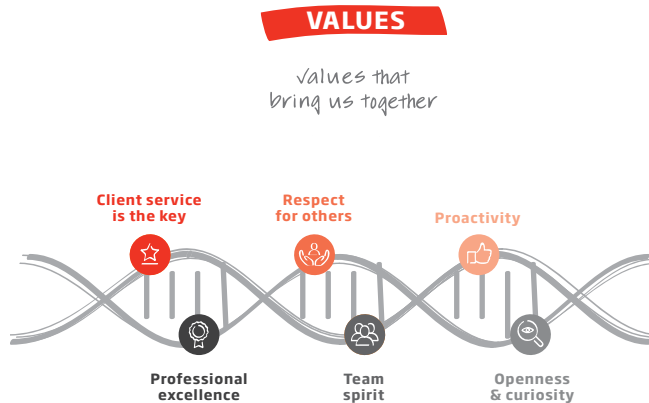 VALUES
Values that
bring us together
Client service
is the key
Respect
for others
Proactivity
Professional
excellence
Team
spirit
Openness
& curiosity